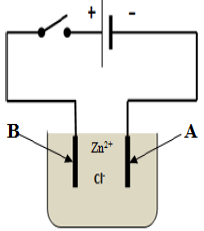 + −
B A
Zn²⁺
Cl⁻